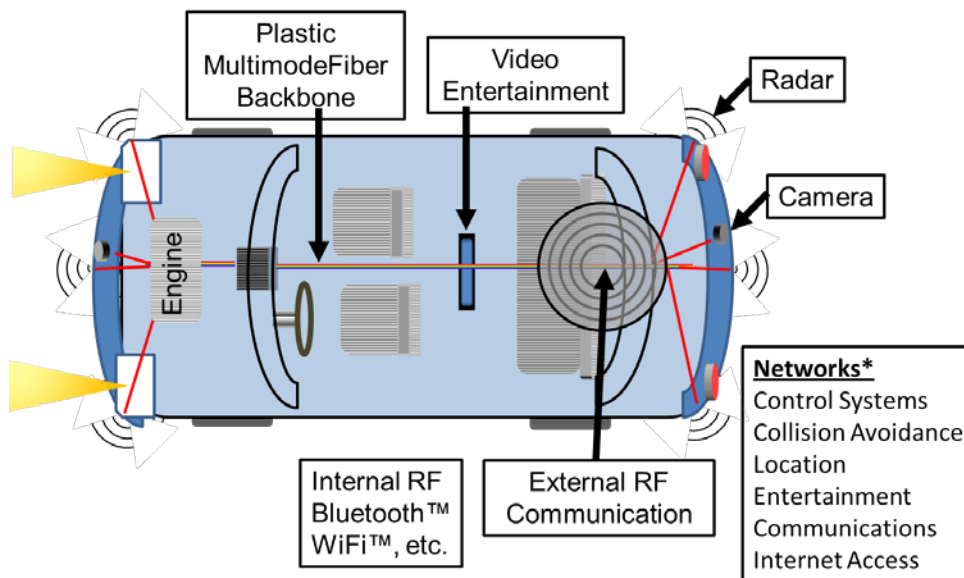 Plastic
MultimodeFiber
Backbone
Video
Entertainment
Radar
Camera
Engine
Networks*
Control Systems
Collision Avoidance
Location
Entertainment
Communications
Internet Access
Internal RF
Bluetooth™
WiFi™, etc.
External RF
Communication